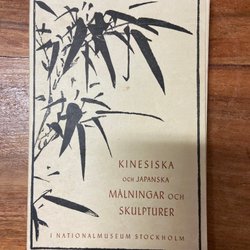 KINESISKA
OCH JAPANSKA
MÅLNINGAR OCH
SKULPTURER
I NATIONALMUSEUM STOCKHOLM